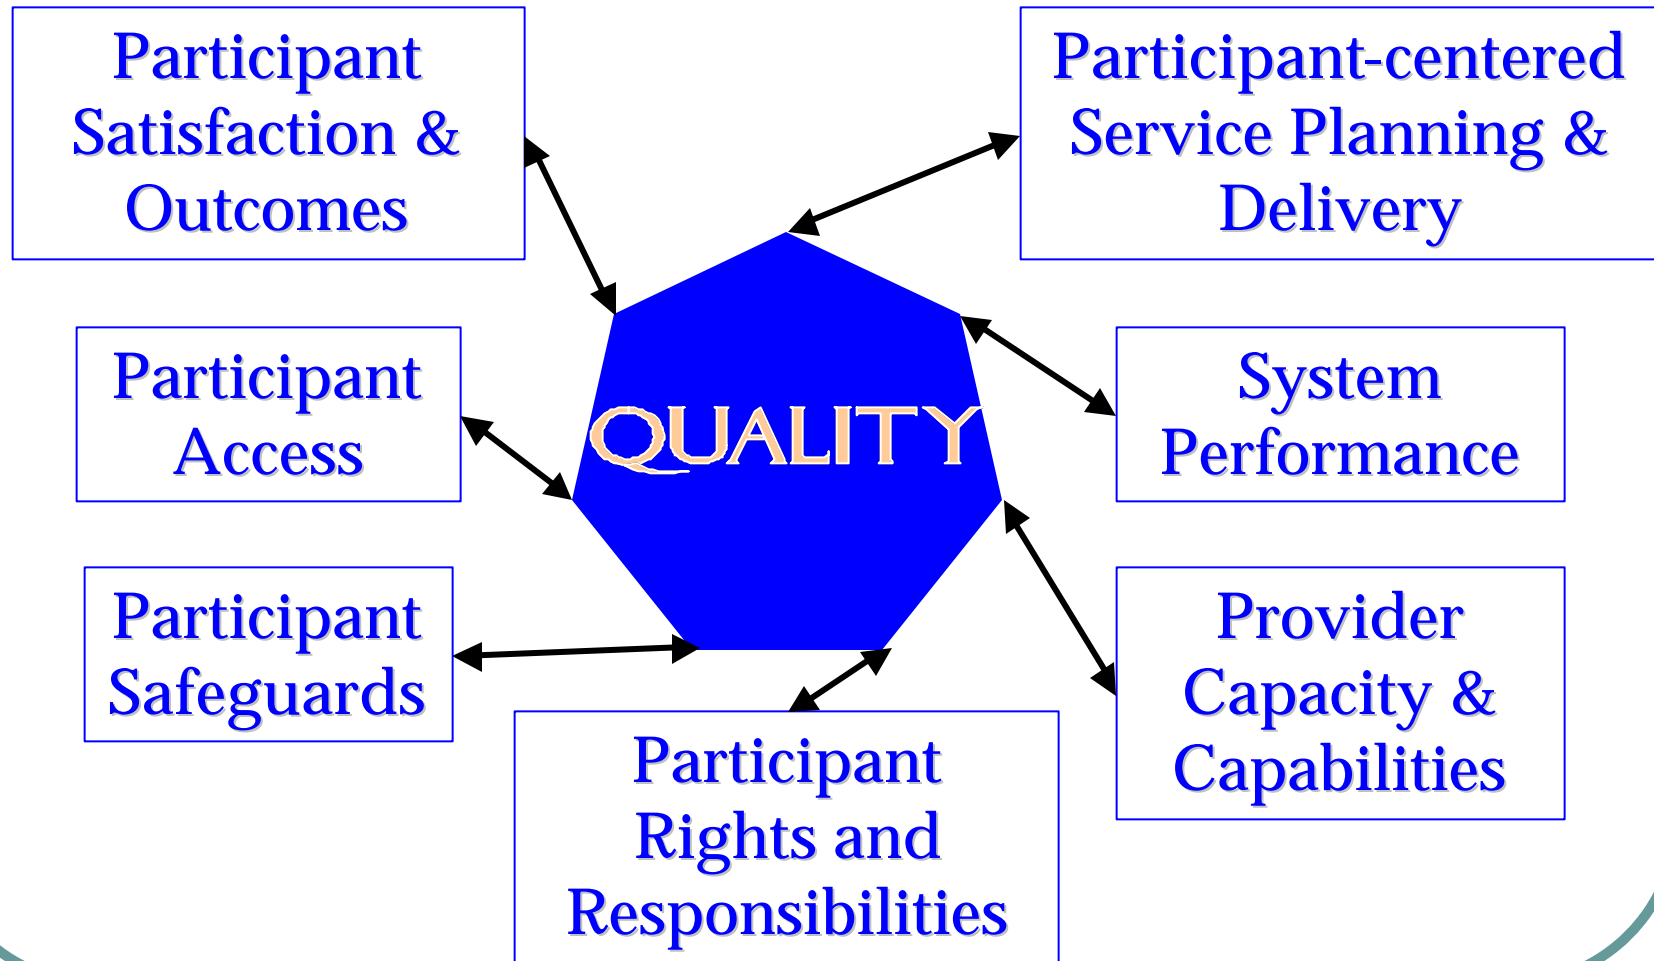 Participant
Satisfaction &
Outcomes
Participant-centered
Service Planning &
Delivery
Participant
Access
QUALITY
System
Performance
Participant
Safeguards
Provider
Capacity &
Capabilities
Participant
Rights and
Responsibilities